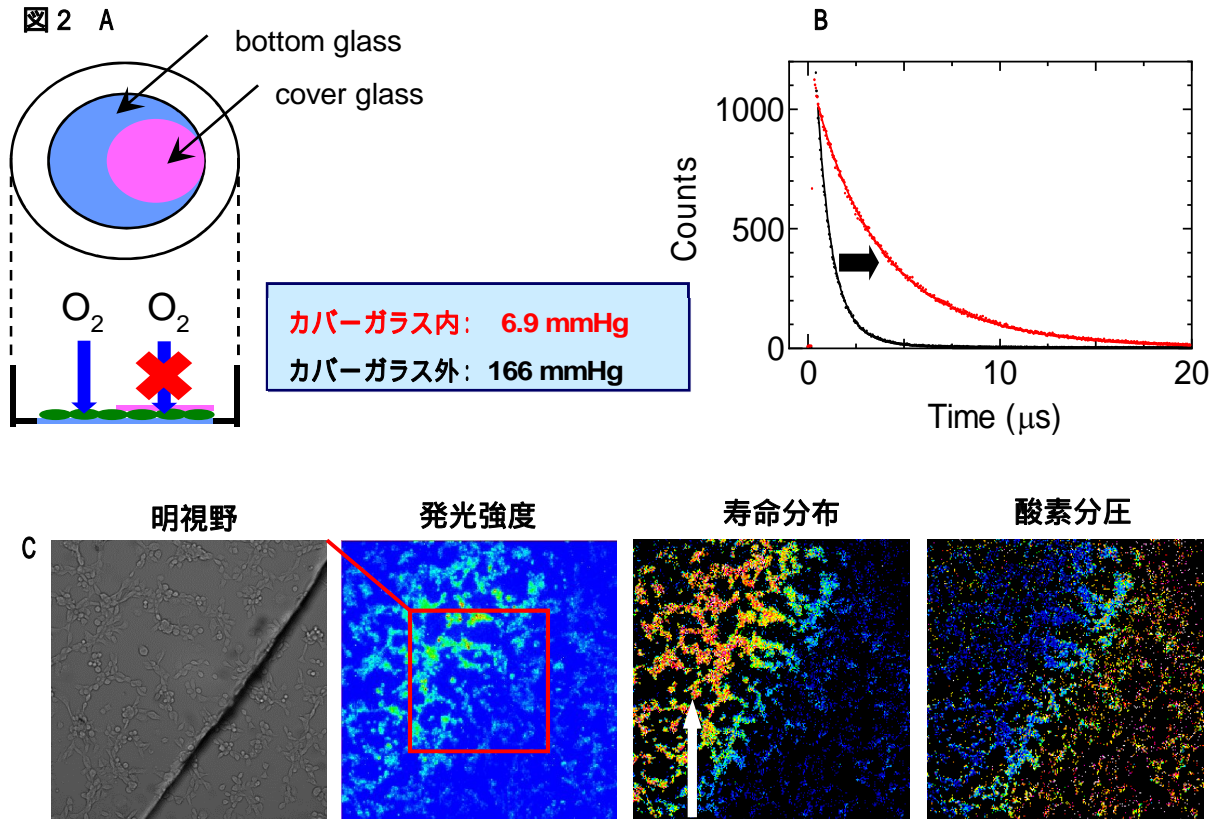 図2 A
bottom glass
cover glass
O2 O2
カバーガラス内: 6.9 mmHg
カバーガラス外: 166 mmHg
B
1000
500
0
Counts
0 10 20
Time (μs)
C
明視野 発光強度 寿命分布 酸素分圧